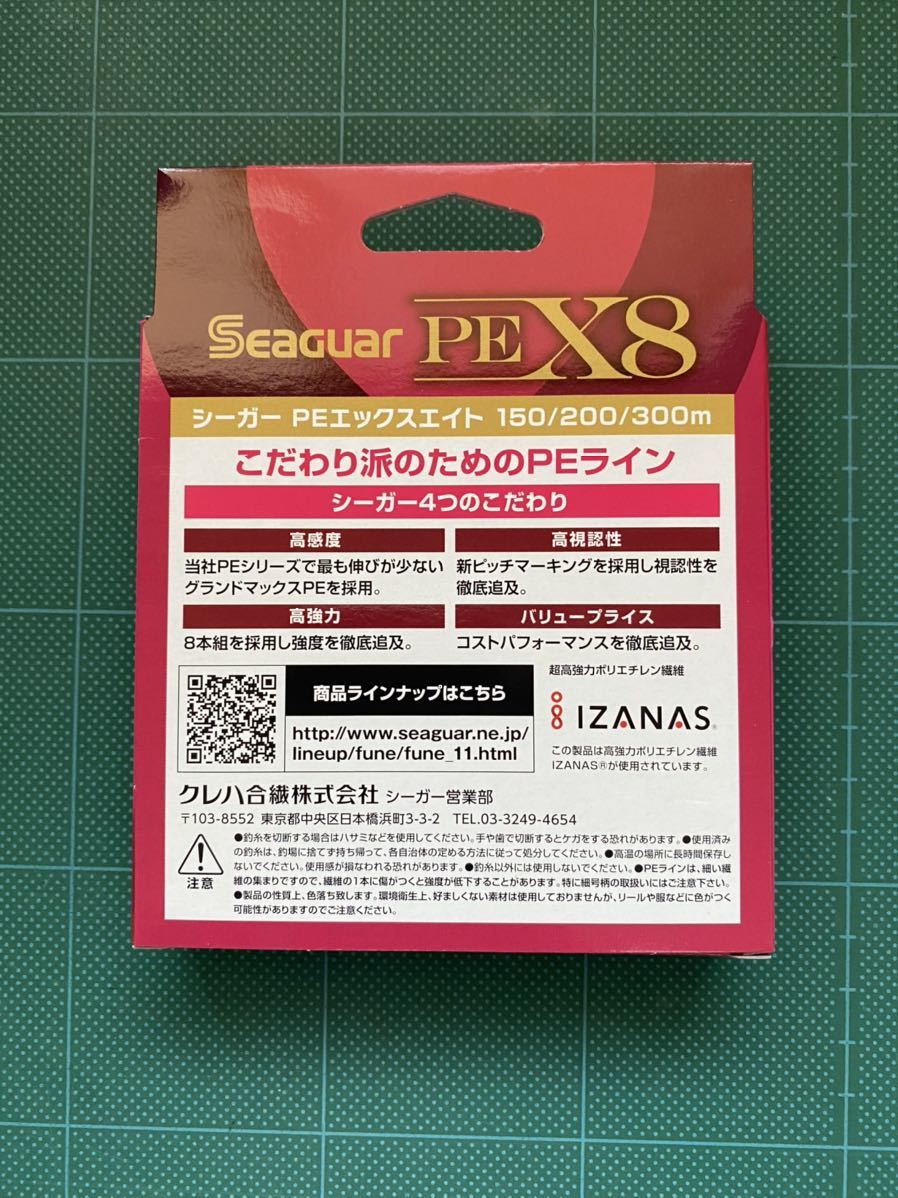 Seaguar PEX8
シーガー PEエックスエイト 150/200/300m
こだわり派のためのPEライン
シーガー4つのこだわり
高感度
当社PEシリーズで最も伸びが少ない
グランドマックスPEを採用。
高視認性
新ピッチマーキングを採用し視認性を
徹底追及。
高強力
8本組を採用し強度を徹底追及。
バリュープライス
コストパフォーマンスを徹底追及。
商品ラインナップはこちら
http://www.seaguar.ne.jp/
lineup/fune/fune_11.html
超高強力ポリエチレン繊維
IZANAS®
この製品は高強力ポリエチレン繊維
IZANAS®が使用されています。
クレハ合繊株式会社 シーガー営業部
〒103-8552 東京都中央区日本橋浜町3-3-2 TEL.03-3249-4654
注意
●釣糸を切断する場合はハサミなどを使用してください。手や歯で切断するとケガをする恐れがあります。●使用済み
の釣糸は、釣場に捨てず持ち帰って、各自治体の定める方法に従って処分してください。●高温の場所に長時間保存し
ないでください。使用感が損なわれる恐れがあります。●釣糸以外には使用しないでください。●PEラインは、細い繊
維の集まりですので、繊維の1本に傷がつくと強度が低下することがあります。特に細号柄の取扱いにはご注意下さい。
●製品の性質上、色落ち致します。環境衛生上、好ましくない素材は使用しておりませんが、リールや服などに色がつく
可能性がありますのでご注意ください。